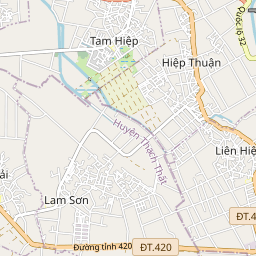 Quốc lộ 32
Tam Hiệp
Hiệp Thuận
Huyện Thạch Thất
Liên Hiệ
ải
Lam Sơn
ĐT.
Đường tỉnh 420
ĐT.420